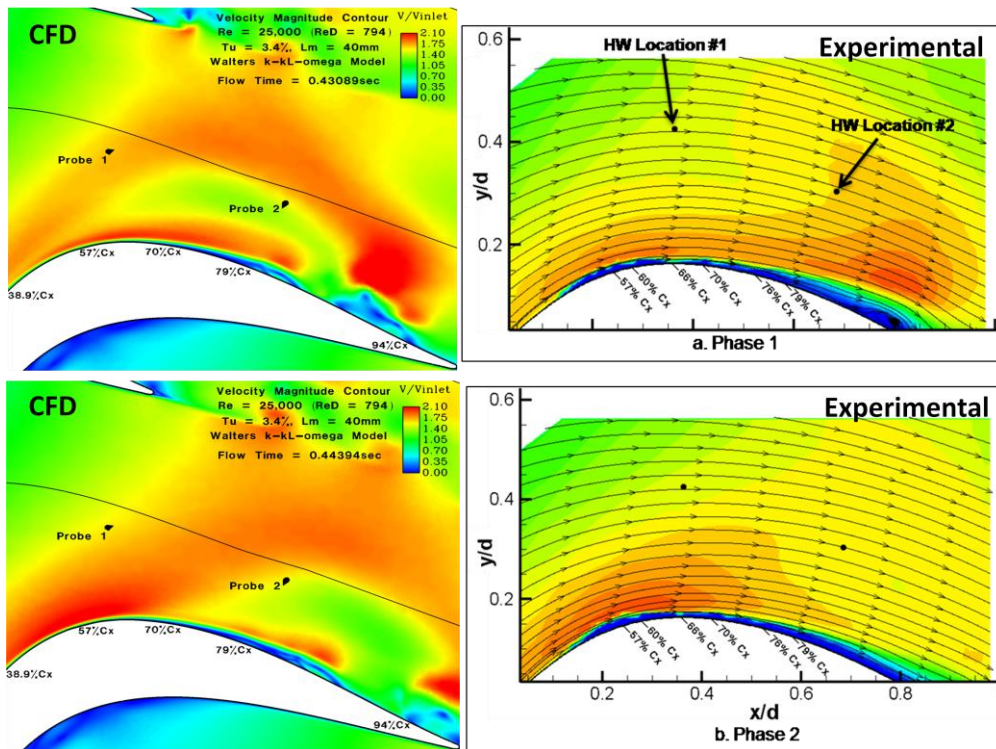 CFD
Velocity Magnitude Contour
Re = 25,000 (ReD = 794)
Tu = 3.4%, Lm = 40mm
Walters k-kL-omega Model
Flow Time = 0.43089sec
V/Vinlet
2.10
1.75
1.40
1.05
0.70
0.35
0.00
Probe 1
Probe 2
38.9%Cx
57%Cx
70%Cx
79%Cx
94%Cx
Experimental
HW Location #1
HW Location #2
y/d
0.6
0.4
0.2
57% Cx
60% Cx
66% Cx
70% Cx
76% Cx
79% Cx
a. Phase 1
CFD
Velocity Magnitude Contour
Re = 25,000 (ReD = 794)
Tu = 3.4%, Lm = 40mm
Walters k-kL-omega Model
Flow Time = 0.44394sec
V/Vinlet
2.10
1.75
1.40
1.05
0.70
0.35
0.00
Probe 1
Probe 2
38.9%Cx
57%Cx
70%Cx
79%Cx
94%Cx
Experimental
y/d
0.6
0.4
0.2
57% Cx
60% Cx
66% Cx
70% Cx
76% Cx
79% Cx
0.2
0.4
0.6
0.8
x/d
b. Phase 2